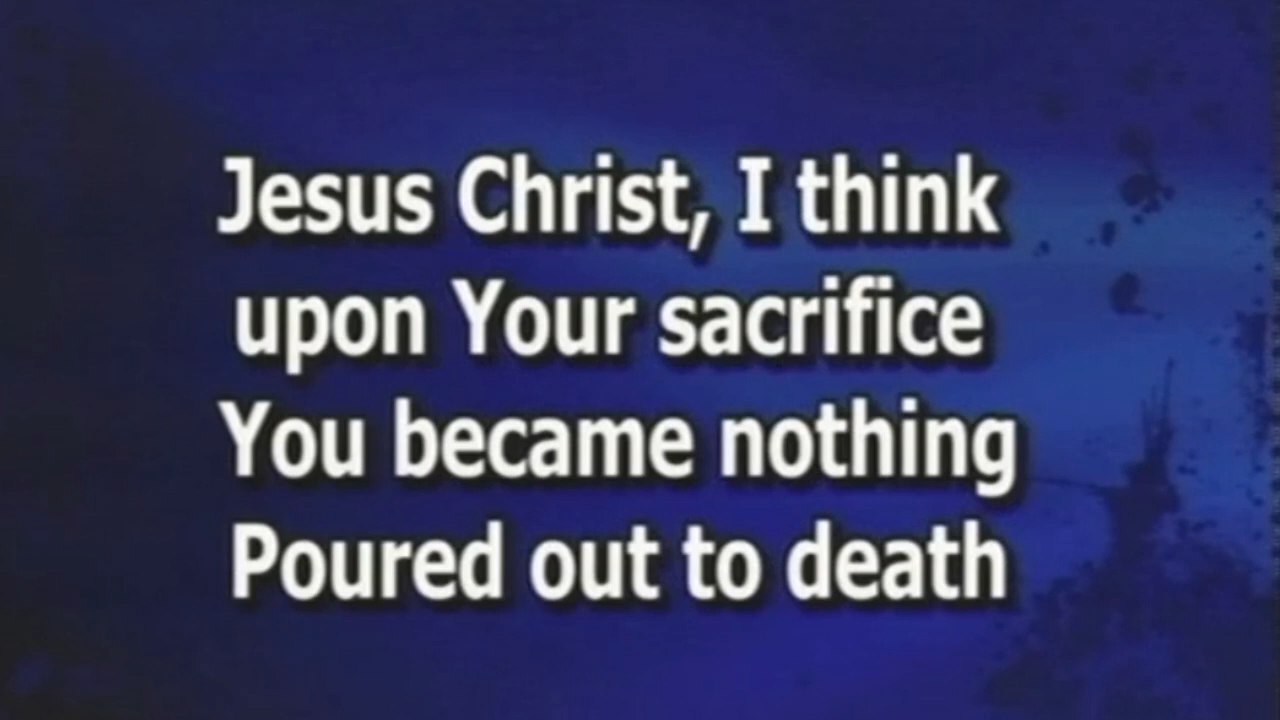 Jesus Christ, I think
upon Your sacrifice
You became nothing
Poured out to death